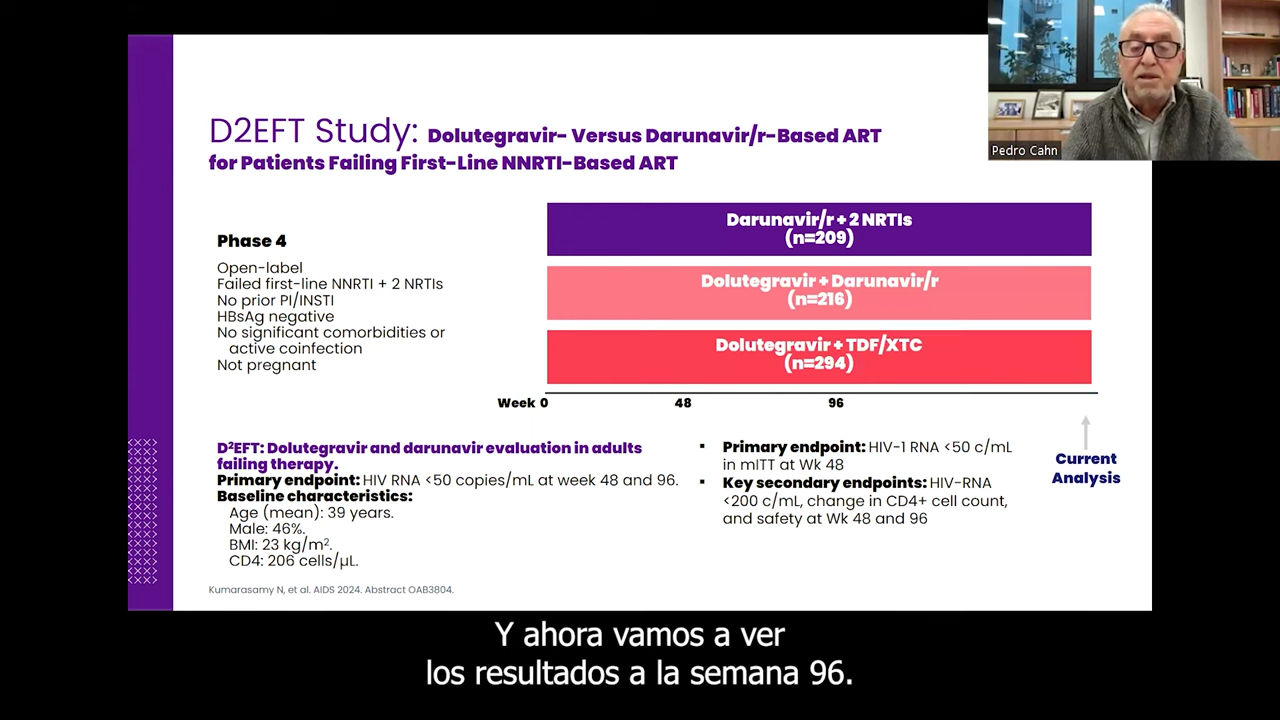 Pedro Cahn
D2EFT Study: Dolutegravir- Versus Darunavir/r-Based ART
for Patients Failing First-Line NNRTI-Based ART
Phase 4
Open-label
Failed first-line NNRTI + 2 NRTIs
No prior PI/INSTI
HBsAg negative
No significant comorbidities or
active coinfection
Not pregnant
Darunavir/r + 2 NRTIs
(n=209)
Dolutegravir + Darunavir/r
(n=216)
Dolutegravir + TDF/XTC
(n=294)
Week 0 48 96
Current
Analysis
D²EFT: Dolutegravir and darunavir evaluation in adults
failing therapy.
Primary endpoint: HIV RNA <50 copies/mL at week 48 and 96.
Baseline characteristics:
Age (mean): 39 years.
Male: 46%.
BMI: 23 kg/m².
CD4: 206 cells/µL.
▪ Primary endpoint: HIV-1 RNA <50 c/mL
in mITT at Wk 48
▪ Key secondary endpoints: HIV-RNA
<200 c/mL, change in CD4+ cell count,
and safety at Wk 48 and 96
Kumarasamy N, et al. AIDS 2024. Abstract OAB3804.
Y ahora vamos a ver
los resultados a la semana 96.